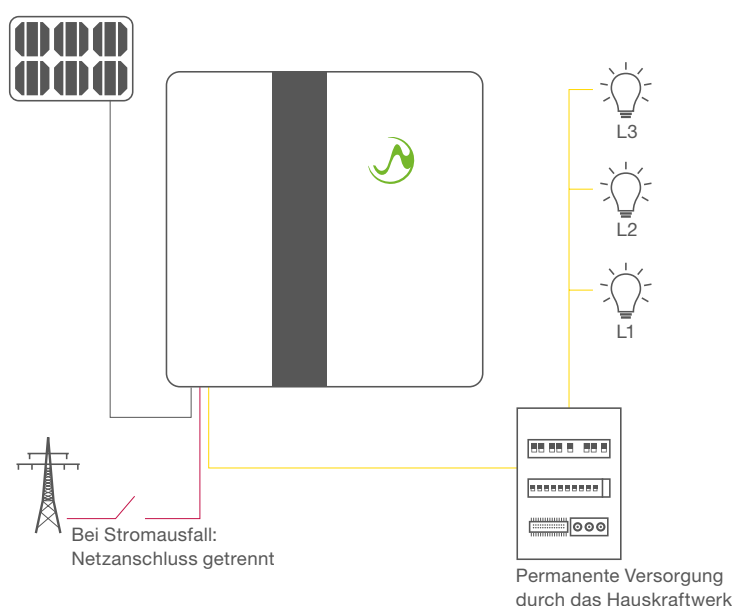 L3
L2
L1
Bei Stromausfall:
Netzanschluss getrennt
Permanente Versorgung
durch das Hauskraftwerk